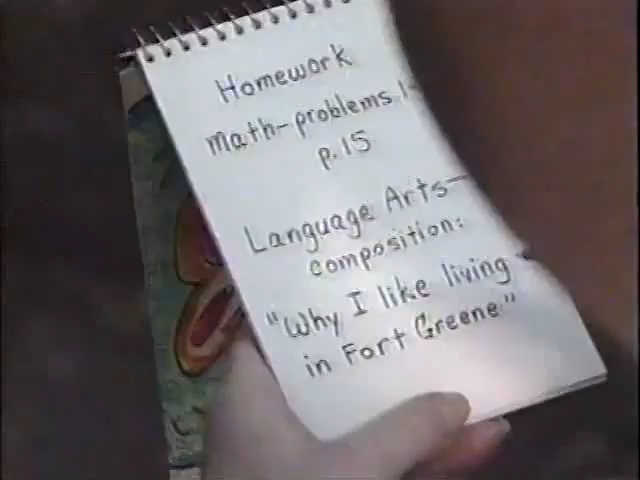 Homework
math-problems 1-
p.15
Language Arts-
composition:
"Why I like living
in Fort Greene"